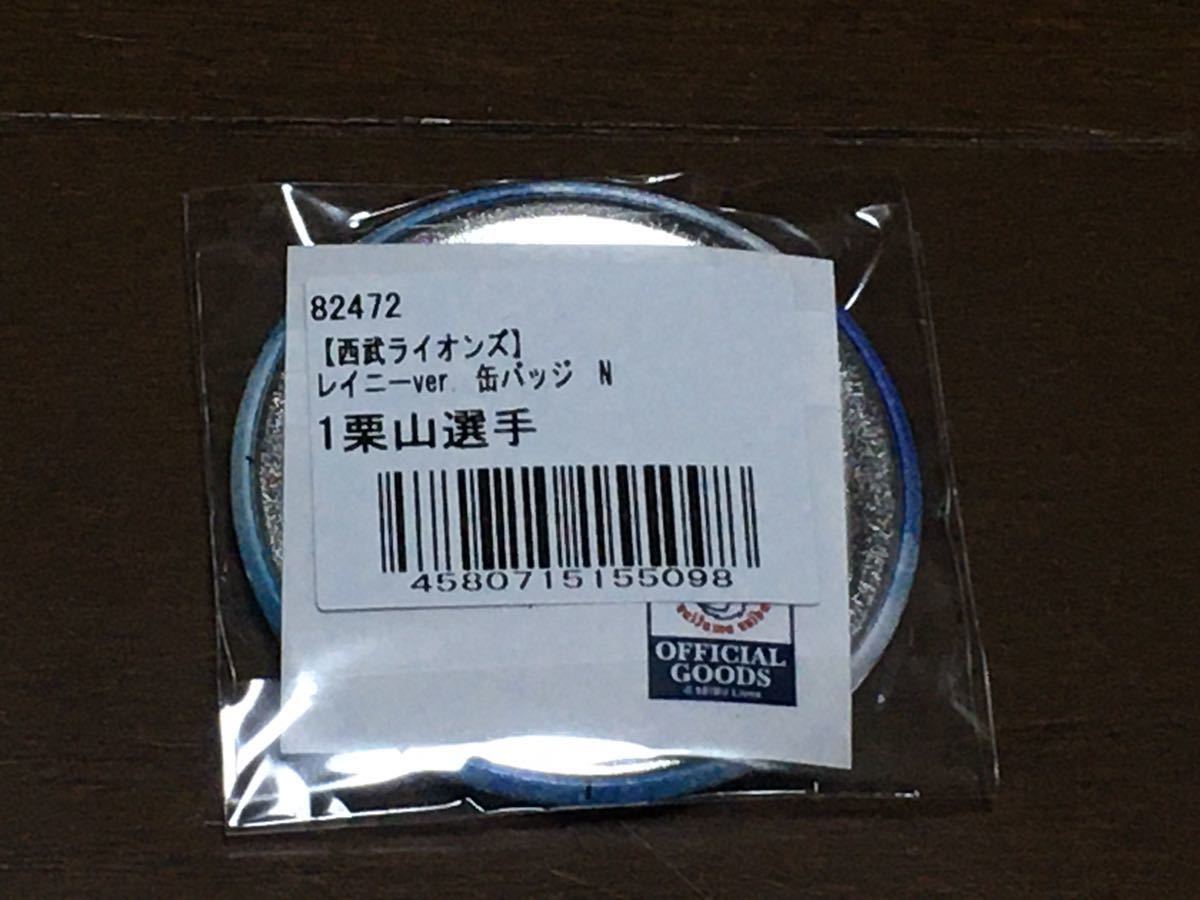 82472
【西武ライオンズ】
レイニーver. 缶バッジ N
1栗山選手
4580715155098
OFFICIAL
GOODS